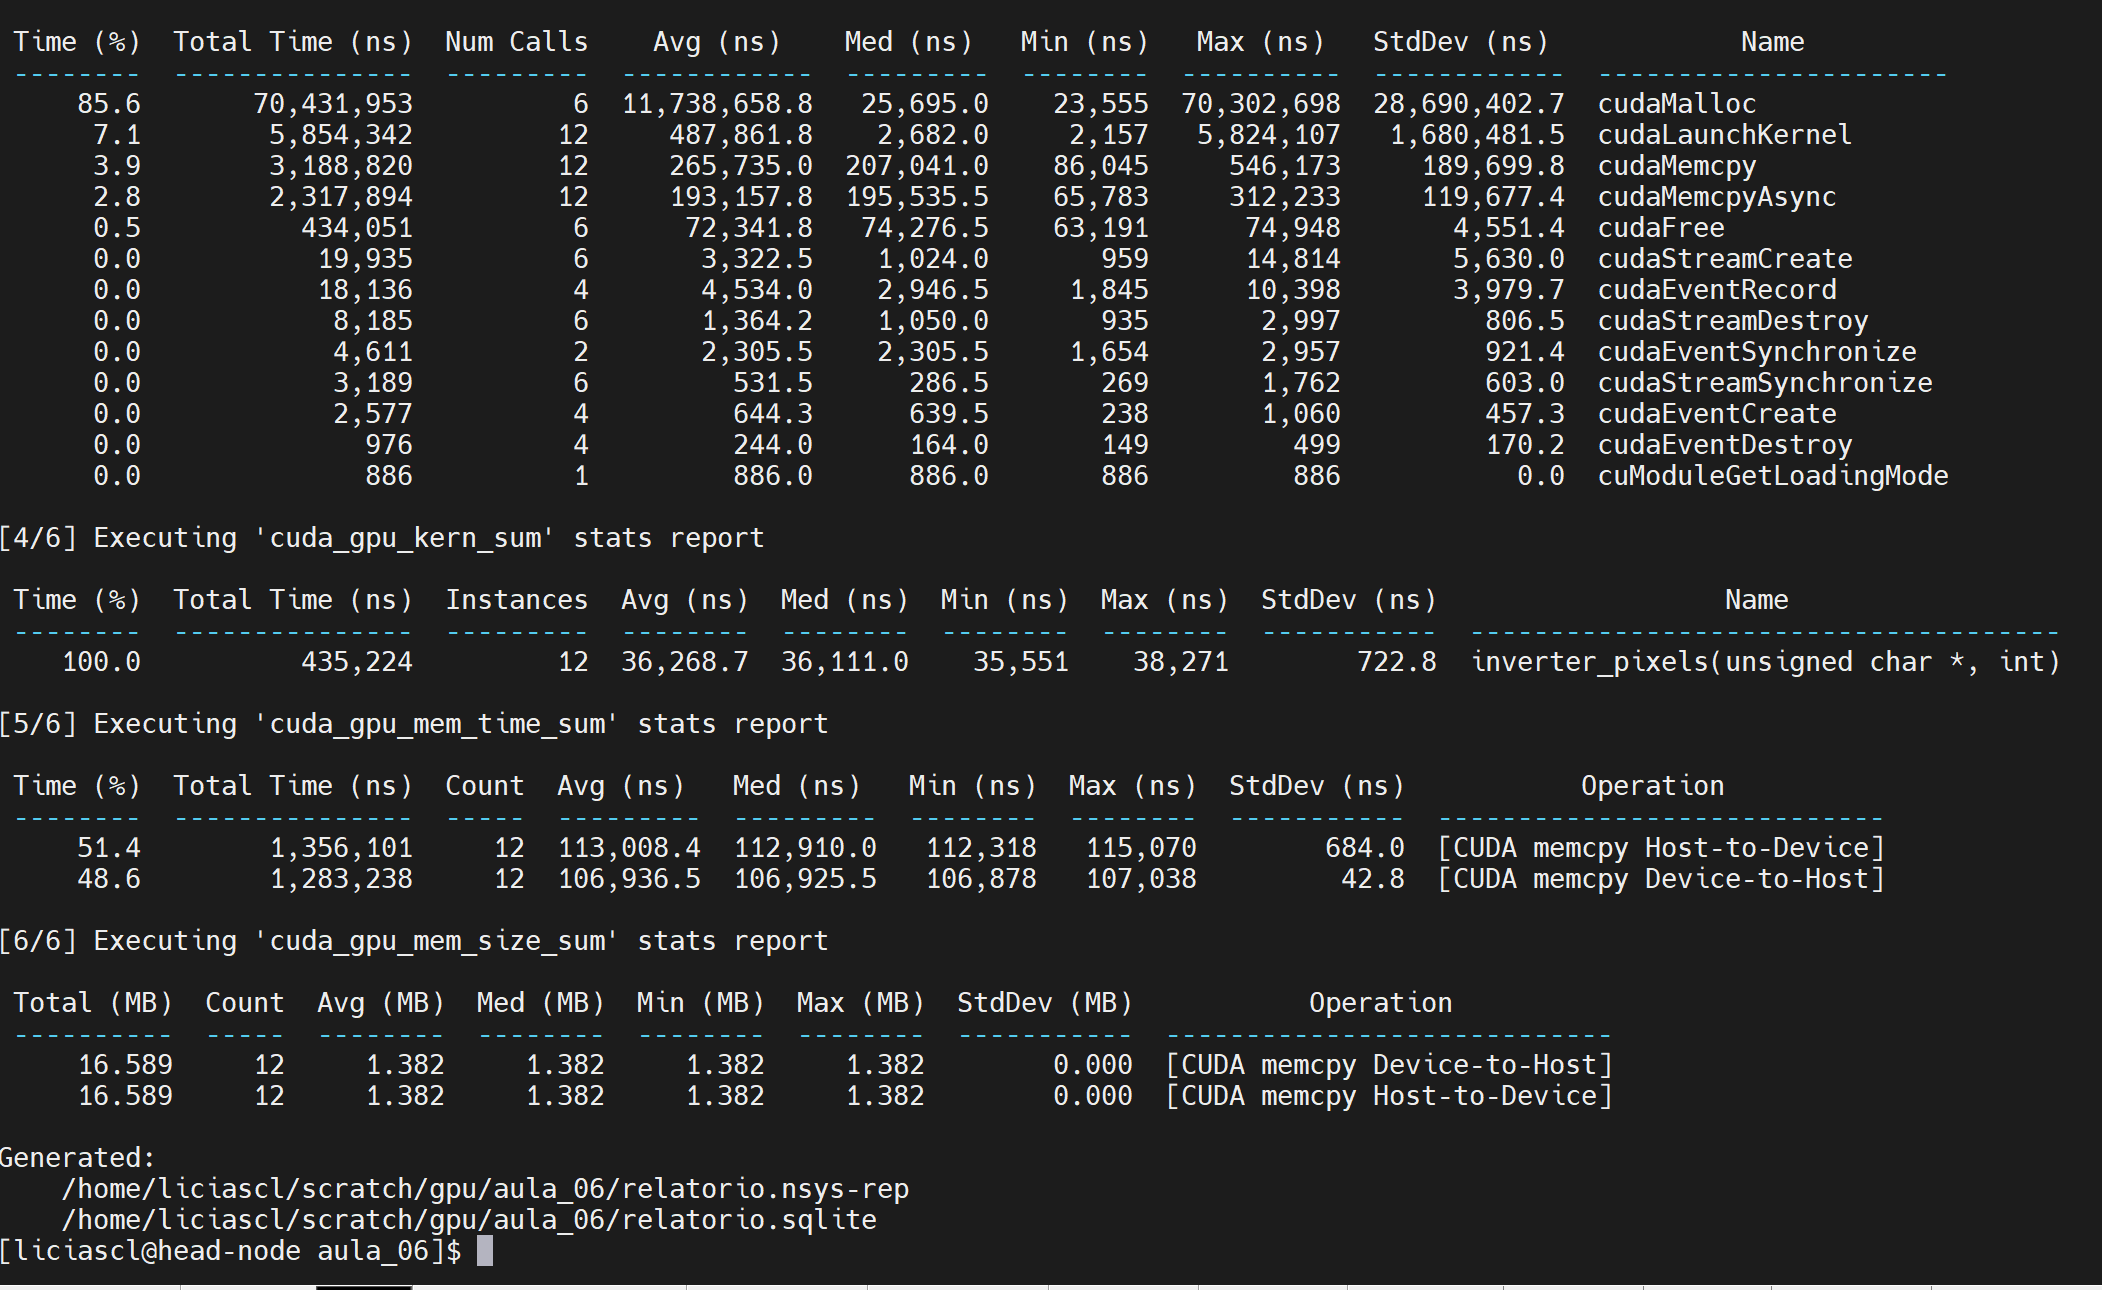 Time (%)  Total Time (ns)  Num Calls    Avg (ns)    Med (ns)   Min (ns)   Max (ns)   StdDev (ns)            Name
--------  ---------------  ---------  ------------  ---------  --------  ----------  ------------  ----------------------
85.6       70,431,953          6  11,738,658.8   25,695.0    23,555  70,302,698  28,690,402.7  cudaMalloc
7.1        5,854,342         12     487,861.8    2,682.0     2,157   5,824,107   1,680,481.5  cudaLaunchKernel
3.9        3,188,820         12     265,735.0  207,041.0    86,045     546,173     189,699.8  cudaMemcpy
2.8        2,317,894         12     193,157.8  195,535.5    65,783     312,233     119,677.4  cudaMemcpyAsync
0.5          434,051          6      72,341.8   74,276.5    63,191      74,948       4,551.4  cudaFree
0.0           19,935          6       3,322.5    1,024.0       959      14,814       5,630.0  cudaStreamCreate
0.0           18,136          4       4,534.0    2,946.5     1,845      10,398       3,979.7  cudaEventRecord
0.0            8,185          6       1,364.2    1,050.0       935       2,997         806.5  cudaStreamDestroy
0.0            4,611          2       2,305.5    2,305.5     1,654       2,957         921.4  cudaEventSynchronize
0.0            3,189          6         531.5      286.5       269       1,762         603.0  cudaStreamSynchronize
0.0            2,577          4         644.3      639.5       238       1,060         457.3  cudaEventCreate
0.0              976          4         244.0      164.0       149         499         170.2  cudaEventDestroy
0.0              886          1         886.0      886.0       886         886           0.0  cuModuleGetLoadingMode
[4/6] Executing 'cuda_gpu_kern_sum' stats report
Time (%)  Total Time (ns)  Instances  Avg (ns)  Med (ns)  Min (ns)  Max (ns)  StdDev (ns)                  Name
--------  ---------------  ---------  --------  --------  --------  --------  -----------  -------------------------------------
100.0          435,224         12  36,268.7  36,111.0    35,551    38,271        722.8  inverter_pixels(unsigned char *, int)
[5/6] Executing 'cuda_gpu_mem_time_sum' stats report
Time (%)  Total Time (ns)  Count  Avg (ns)   Med (ns)   Min (ns)  Max (ns)  StdDev (ns)           Operation
--------  ---------------  -----  ---------  ---------  --------  --------  -----------  ----------------------------
51.4        1,356,101     12  113,008.4  112,910.0   112,318   115,070        684.0  [CUDA memcpy Host-to-Device]
48.6        1,283,238     12  106,936.5  106,925.5   106,878   107,038         42.8  [CUDA memcpy Device-to-Host]
[6/6] Executing 'cuda_gpu_mem_size_sum' stats report
Total (MB)  Count  Avg (MB)  Med (MB)  Min (MB)  Max (MB)  StdDev (MB)           Operation
----------  -----  --------  --------  --------  --------  -----------  ----------------------------
16.589     12     1.382     1.382     1.382     1.382        0.000  [CUDA memcpy Device-to-Host]
16.589     12     1.382     1.382     1.382     1.382        0.000  [CUDA memcpy Host-to-Device]
Generated:
/home/liciascl/scratch/gpu/aula_06/relatorio.nsys-rep
/home/liciascl/scratch/gpu/aula_06/relatorio.sqlite
[liciascl@head-node aula_06]$